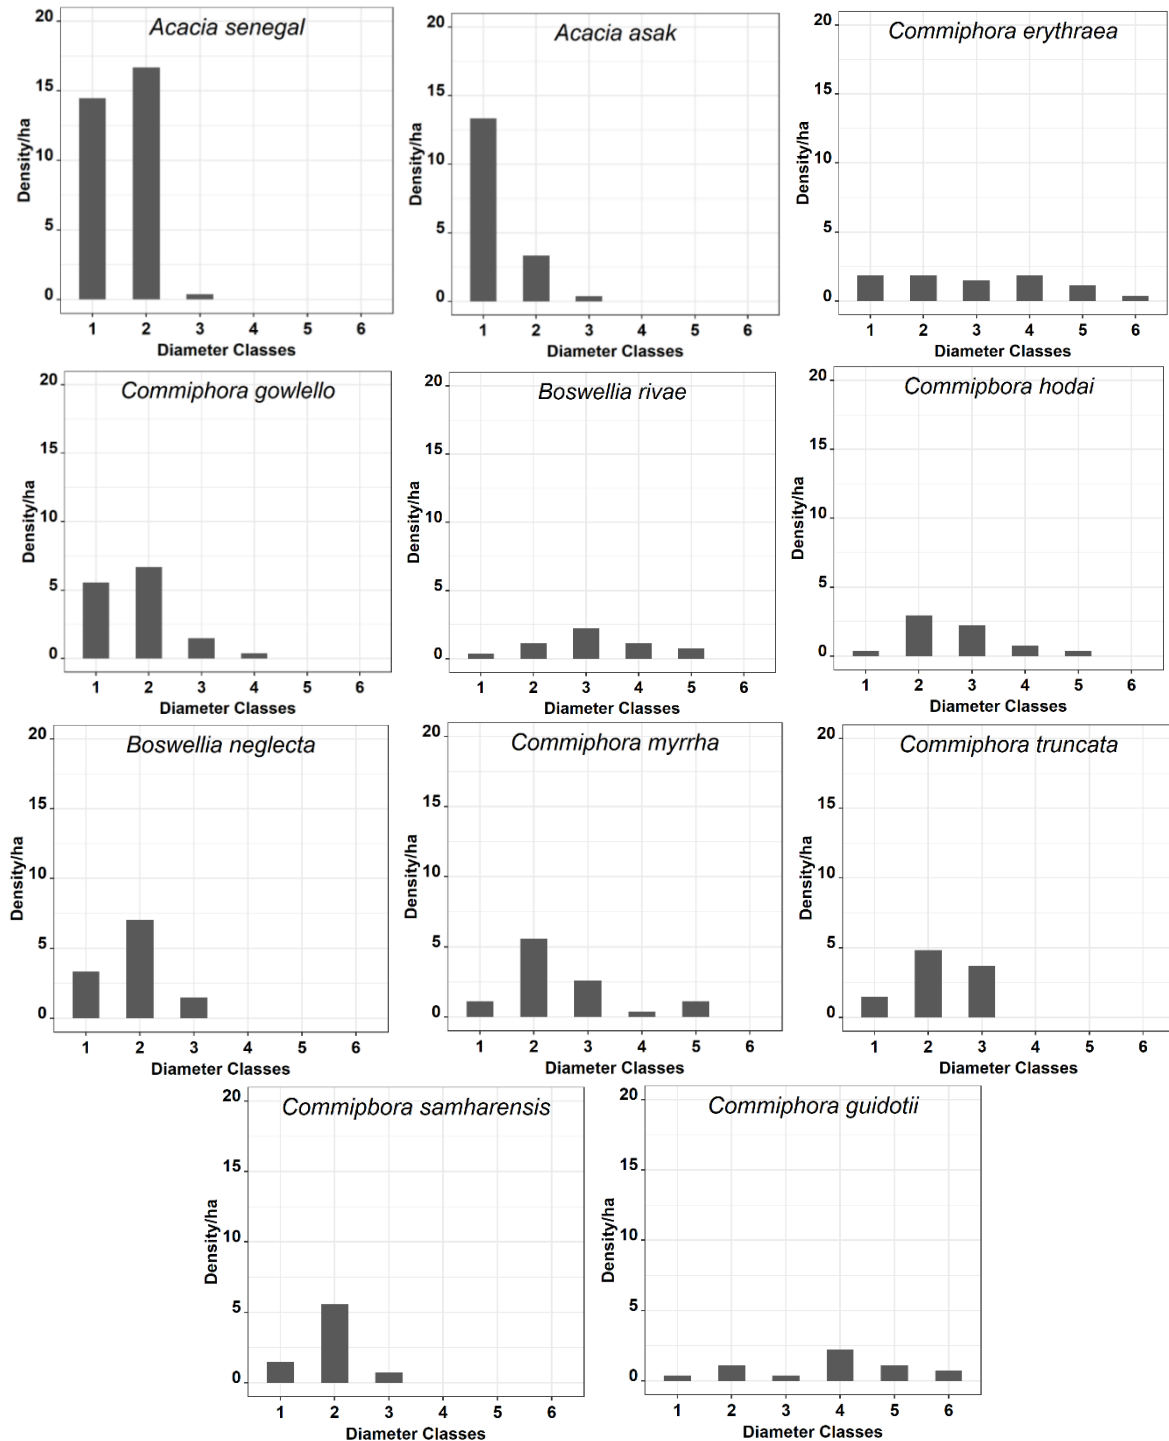 Acacia senegal
20
15
10
5
0
Density/ha
1 2 3 4 5 6
Diameter Classes
Acacia asak
20
15
10
5
0
Density/ha
1 2 3 4 5 6
Diameter Classes
Commiphora erythraea
20
15
10
5
0
Density/ha
1 2 3 4 5 6
Diameter Classes
Commiphora gowlello
20
15
10
5
0
Density/ha
1 2 3 4 5 6
Diameter Classes
Boswellia rivae
20
15
10
5
0
Density/ha
1 2 3 4 5 6
Diameter Classes
Commipbora hodai
20
15
10
5
0
Density/ha
1 2 3 4 5 6
Diameter Classes
Boswellia neglecta
20
15
10
5
0
Density/ha
1 2 3 4 5 6
Diameter Classes
Commiphora myrrha
20
15
10
5
0
Density/ha
1 2 3 4 5 6
Diameter Classes
Commiphora truncata
20
15
10
5
0
Density/ha
1 2 3 4 5 6
Diameter Classes
Commipbora samharensis
20
15
10
5
0
Density/ha
1 2 3 4 5 6
Diameter Classes
Commiphora guidotii
20
15
10
5
0
Density/ha
1 2 3 4 5 6
Diameter Classes